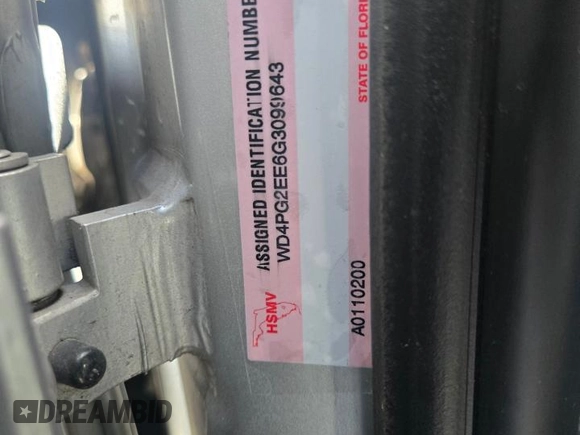 ASSIGNED IDENTIFICATION NUMBE
WD4PG2EE6G3099643
HSMV
STATE OF FLORI
A0110200
DREAMBID